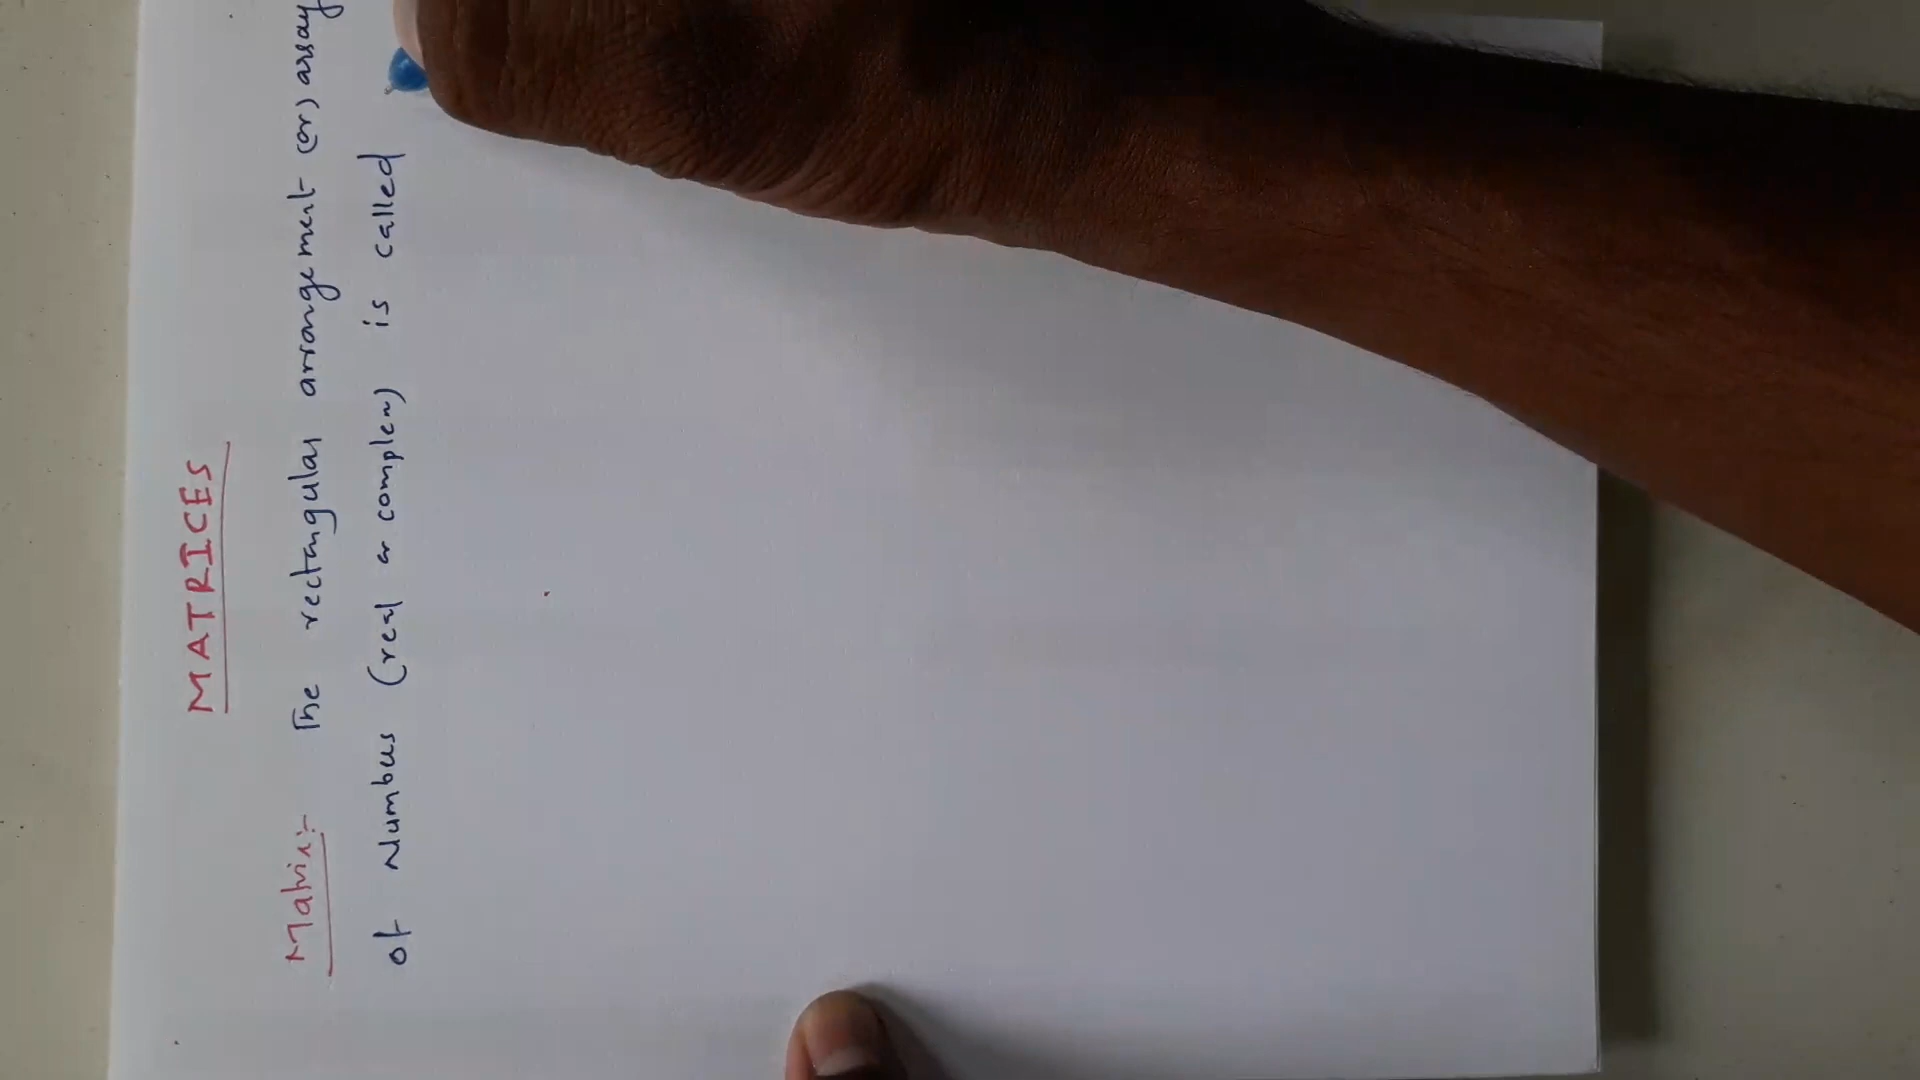 MATRICES
Matrix:- The rectangular arrangement (or) array
of Numbers (real or complex) is called